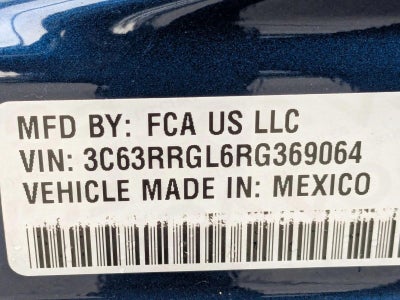 MFD BY: FCA US LLC
VIN: 3C63RRGL6RG369064
VEHICLE MADE IN: MEXICO